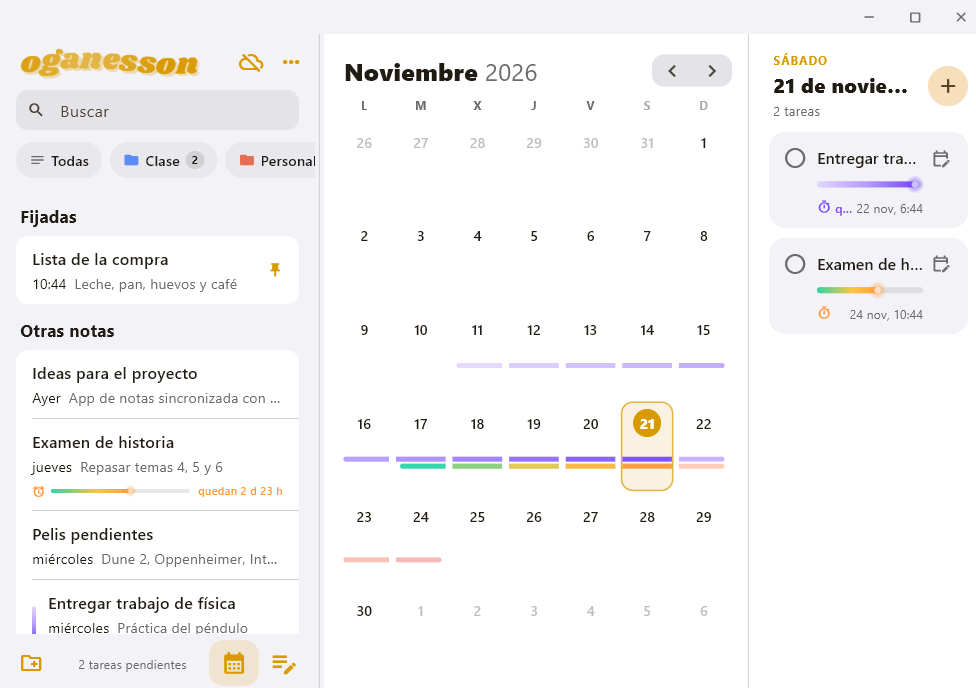 oganesson
Buscar
Todas
Clase 2
Personal
Fijadas
Lista de la compra
10:44 Leche, pan, huevos y café
Otras notas
Ideas para el proyecto
Ayer App de notas sincronizada con ...
Examen de historia
jueves Repasar temas 4, 5 y 6
quedan 2 d 23 h
Pelis pendientes
miércoles Dune 2, Oppenheimer, Int...
Entregar trabajo de física
miércoles Práctica del péndulo
2 tareas pendientes
Noviembre 2026
L M X J V S D
26 27 28 29 30 31 1
2 3 4 5 6 7 8
9 10 11 12 13 14 15
16 17 18 19 20 21 22
23 24 25 26 27 28 29
30 1 2 3 4 5 6
SÁBADO
21 de novie...
2 tareas
Entregar tra...
q... 22 nov, 6:44
Examen de h...
24 nov, 10:44